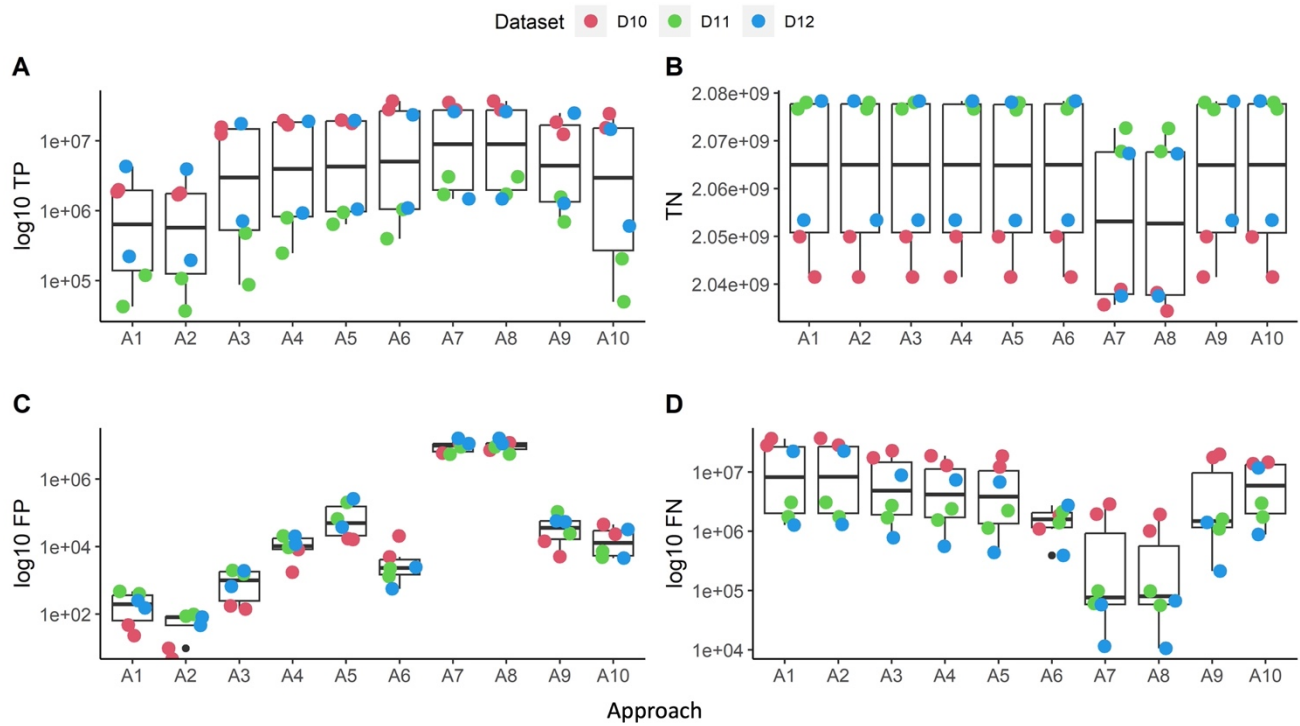 Dataset D10 D11 D12
A
log10 TP
1e+07
1e+06
1e+05
A1 A2 A3 A4 A5 A6 A7 A8 A9 A10
B
TN
2.08e+09
2.07e+09
2.06e+09
2.05e+09
2.04e+09
A1 A2 A3 A4 A5 A6 A7 A8 A9 A10
C
log10 FP
1e+06
1e+04
1e+02
A1 A2 A3 A4 A5 A6 A7 A8 A9 A10
D
log10 FN
1e+07
1e+06
1e+05
1e+04
A1 A2 A3 A4 A5 A6 A7 A8 A9 A10
Approach